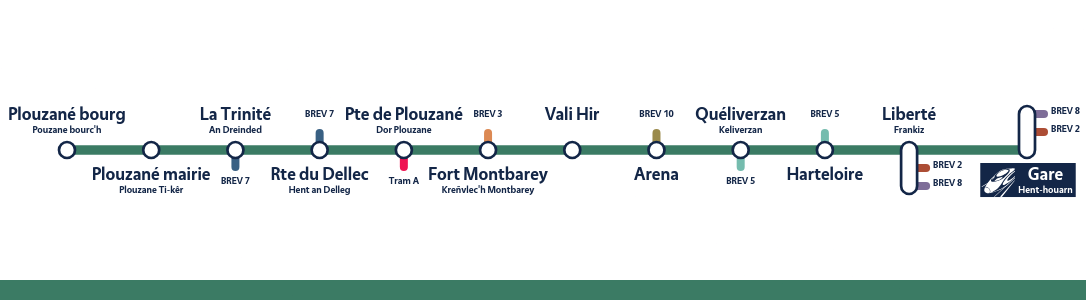 Plouzané bourg
Pouzane bourc'h
Plouzané mairie
Plouzane Ti-kêr
La Trinité
An Dreinded
BREV 7
BREV 7
Rte du Dellec
Hent an Delleg
Pte de Plouzané
Dor Plouzane
Tram A
BREV 3
Fort Montbarey
Kreñvlec'h Montbarey
Vali Hir
BREV 10
Arena
Quéliverzan
Keliverzan
BREV 5
BREV 5
Harteloire
Liberté
Frankiz
BREV 2
BREV 8
BREV 8
BREV 2
Gare
Hent-houarn